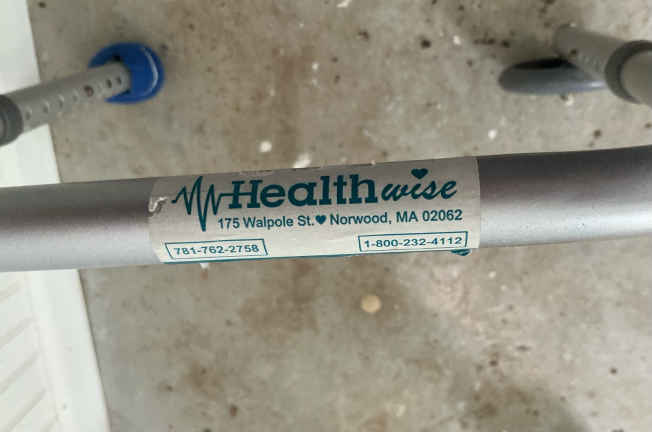 Healthwise
175 Walpole St.♥Norwood, MA 02062
781-762-2758 1-800-232-4112